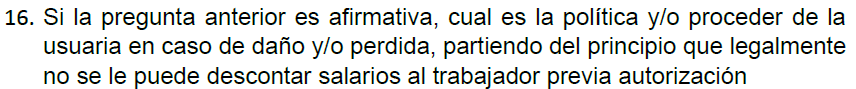 16. Si la pregunta anterior es afirmativa, cual es la política y/o proceder de la
usuaria en caso de daño y/o perdida, partiendo del principio que legalmente
no se le puede descontar salarios al trabajador previa autorización